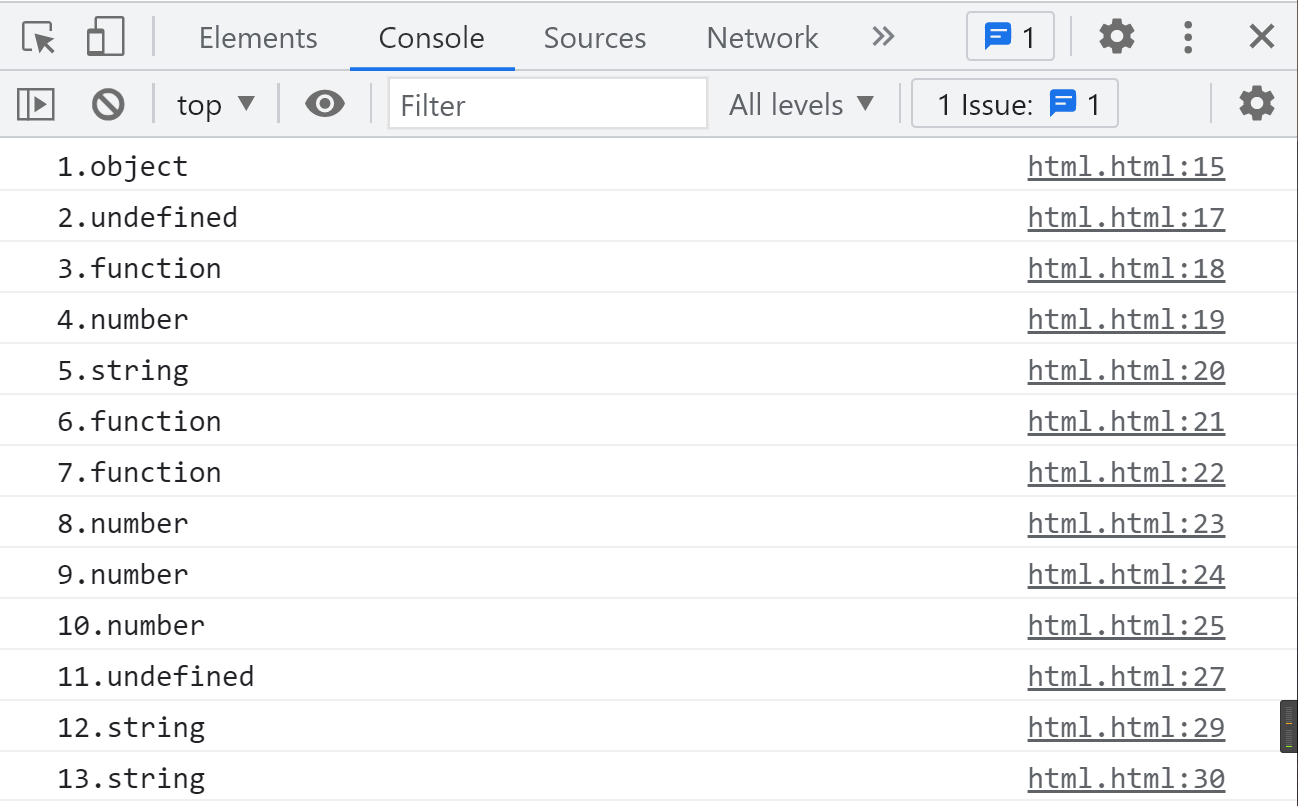 Elements Console Sources Network 1
top Filter All levels 1 Issue: 1
1.object html.html:15
2.undefined html.html:17
3.function html.html:18
4.number html.html:19
5.string html.html:20
6.function html.html:21
7.function html.html:22
8.number html.html:23
9.number html.html:24
10.number html.html:25
11.undefined html.html:27
12.string html.html:29
13.string html.html:30